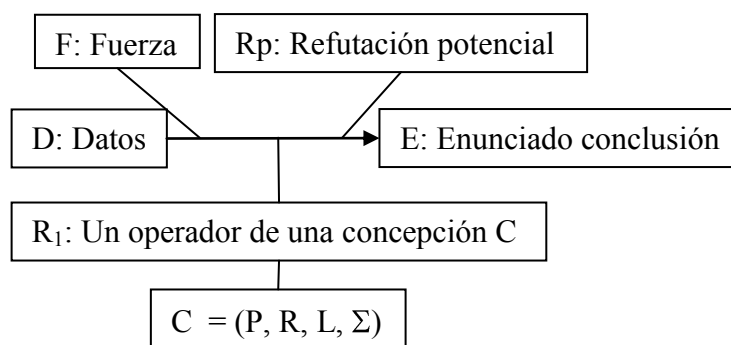 F: Fuerza
Rp: Refutación potencial
D: Datos
E: Enunciado conclusión
R₁: Un operador de una concepción C
C = (P, R, L, Σ)